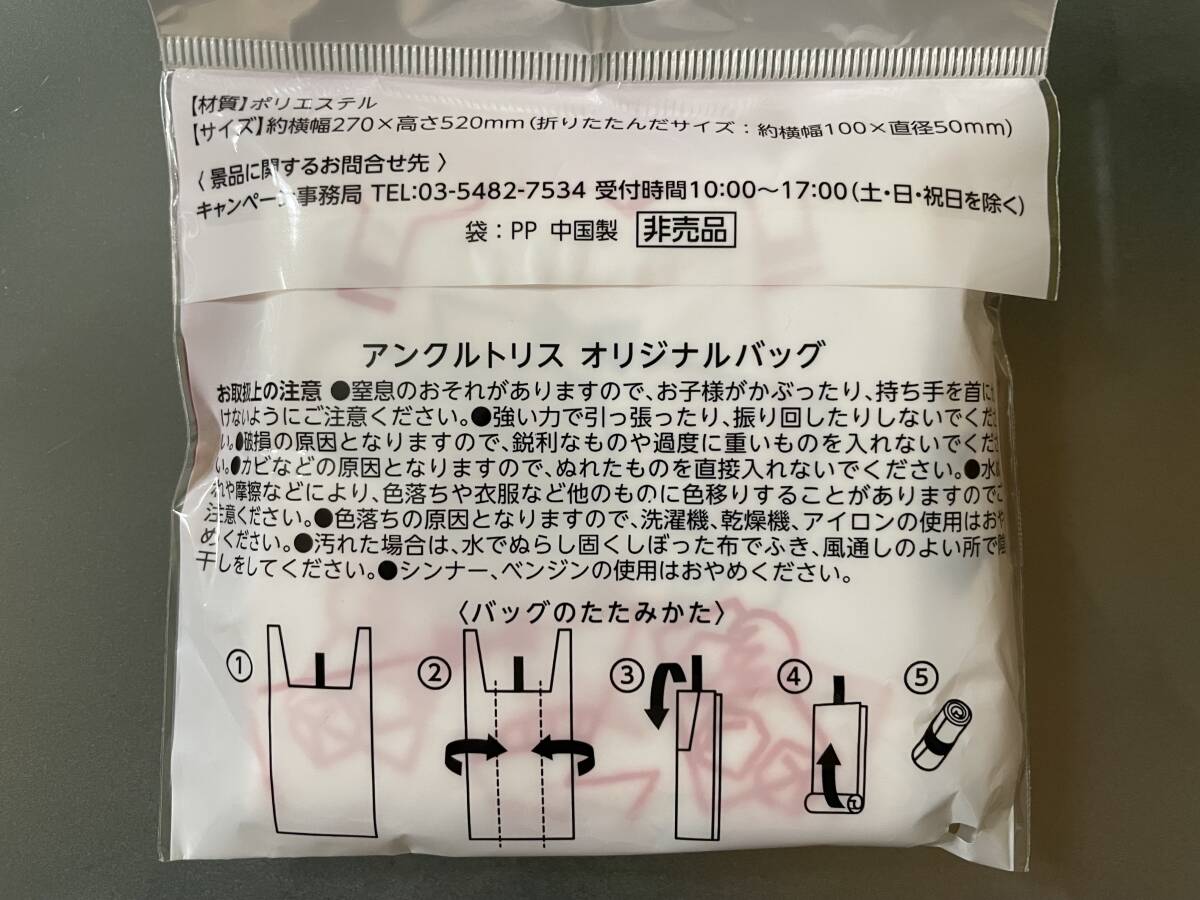 【材質】ポリエステル
【サイズ】約横幅270×高さ520mm(折りたたんだサイズ：約横幅100×直径50mm)
〈 景品に関するお問合せ先 〉
キャンペーン事務局 TEL:03-5482-7534 受付時間10:00〜17:00(土・日・祝日を除く)
袋：PP 中国製 非売品
アンクルトリス オリジナルバッグ
お取扱上の注意 ●窒息のおそれがありますので、お子様がかぶったり、持ち手を首に
けないようにご注意ください。●強い力で引っ張ったり、振り回したりしないでくださ
い。●破損の原因となりますので、鋭利なものや過度に重いものを入れないでくださ
い。●カビなどの原因となりますので、ぬれたものを直接入れないでください。●水ぬ
れや摩擦などにより、色落ちや衣服など他のものに色移りすることがありますのでご
注意ください。●色落ちの原因となりますので、洗濯機、乾燥機、アイロンの使用はおや
めください。●汚れた場合は、水でぬらし固くしぼった布でふき、風通しのよい所で陰
干しをしてください。●シンナー、ベンジンの使用はおやめください。
〈バッグのたたみかた〉
① ② ③ ④ ⑤